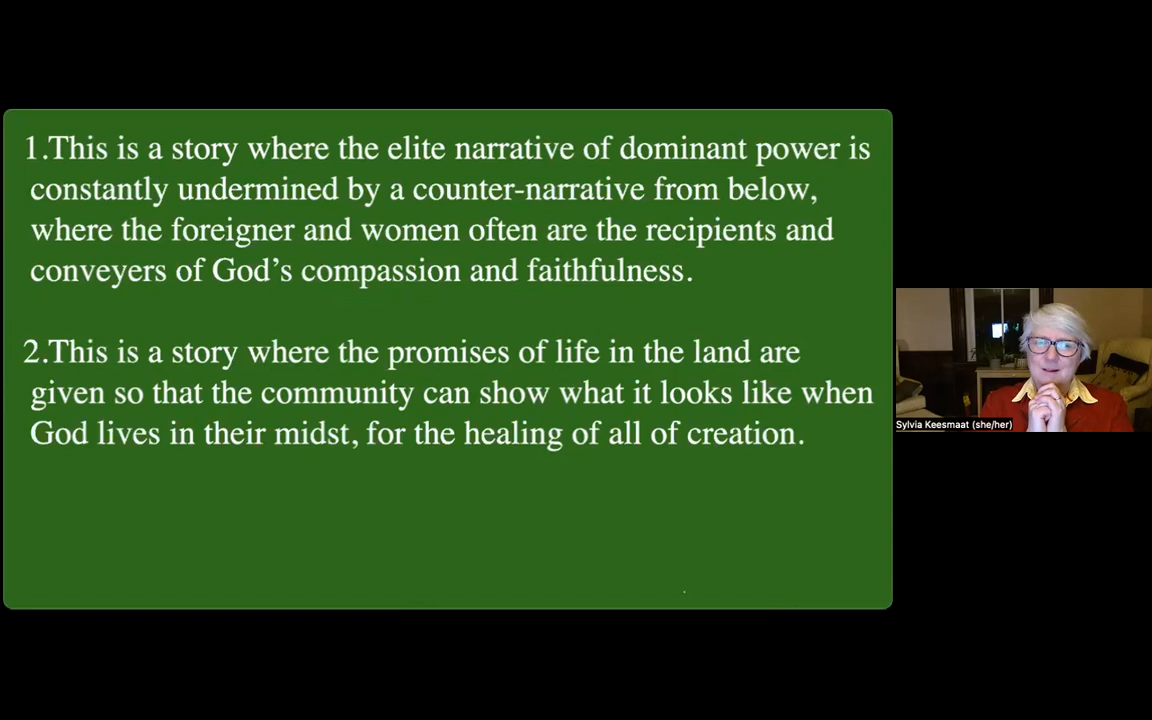 1.This is a story where the elite narrative of dominant power is
constantly undermined by a counter-narrative from below,
where the foreigner and women often are the recipients and
conveyers of God’s compassion and faithfulness.
2.This is a story where the promises of life in the land are
given so that the community can show what it looks like when
God lives in their midst, for the healing of all of creation.
Sylvia Keesmaat (she/her)